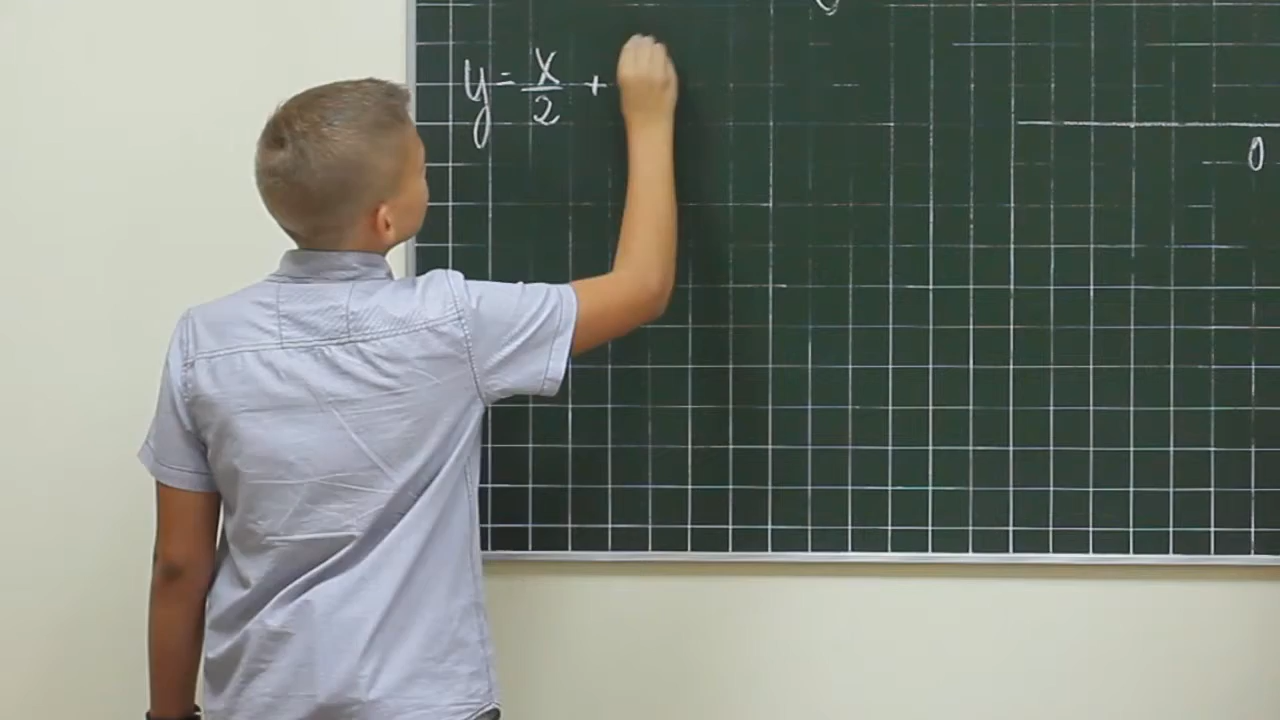 y = x/2 +
0